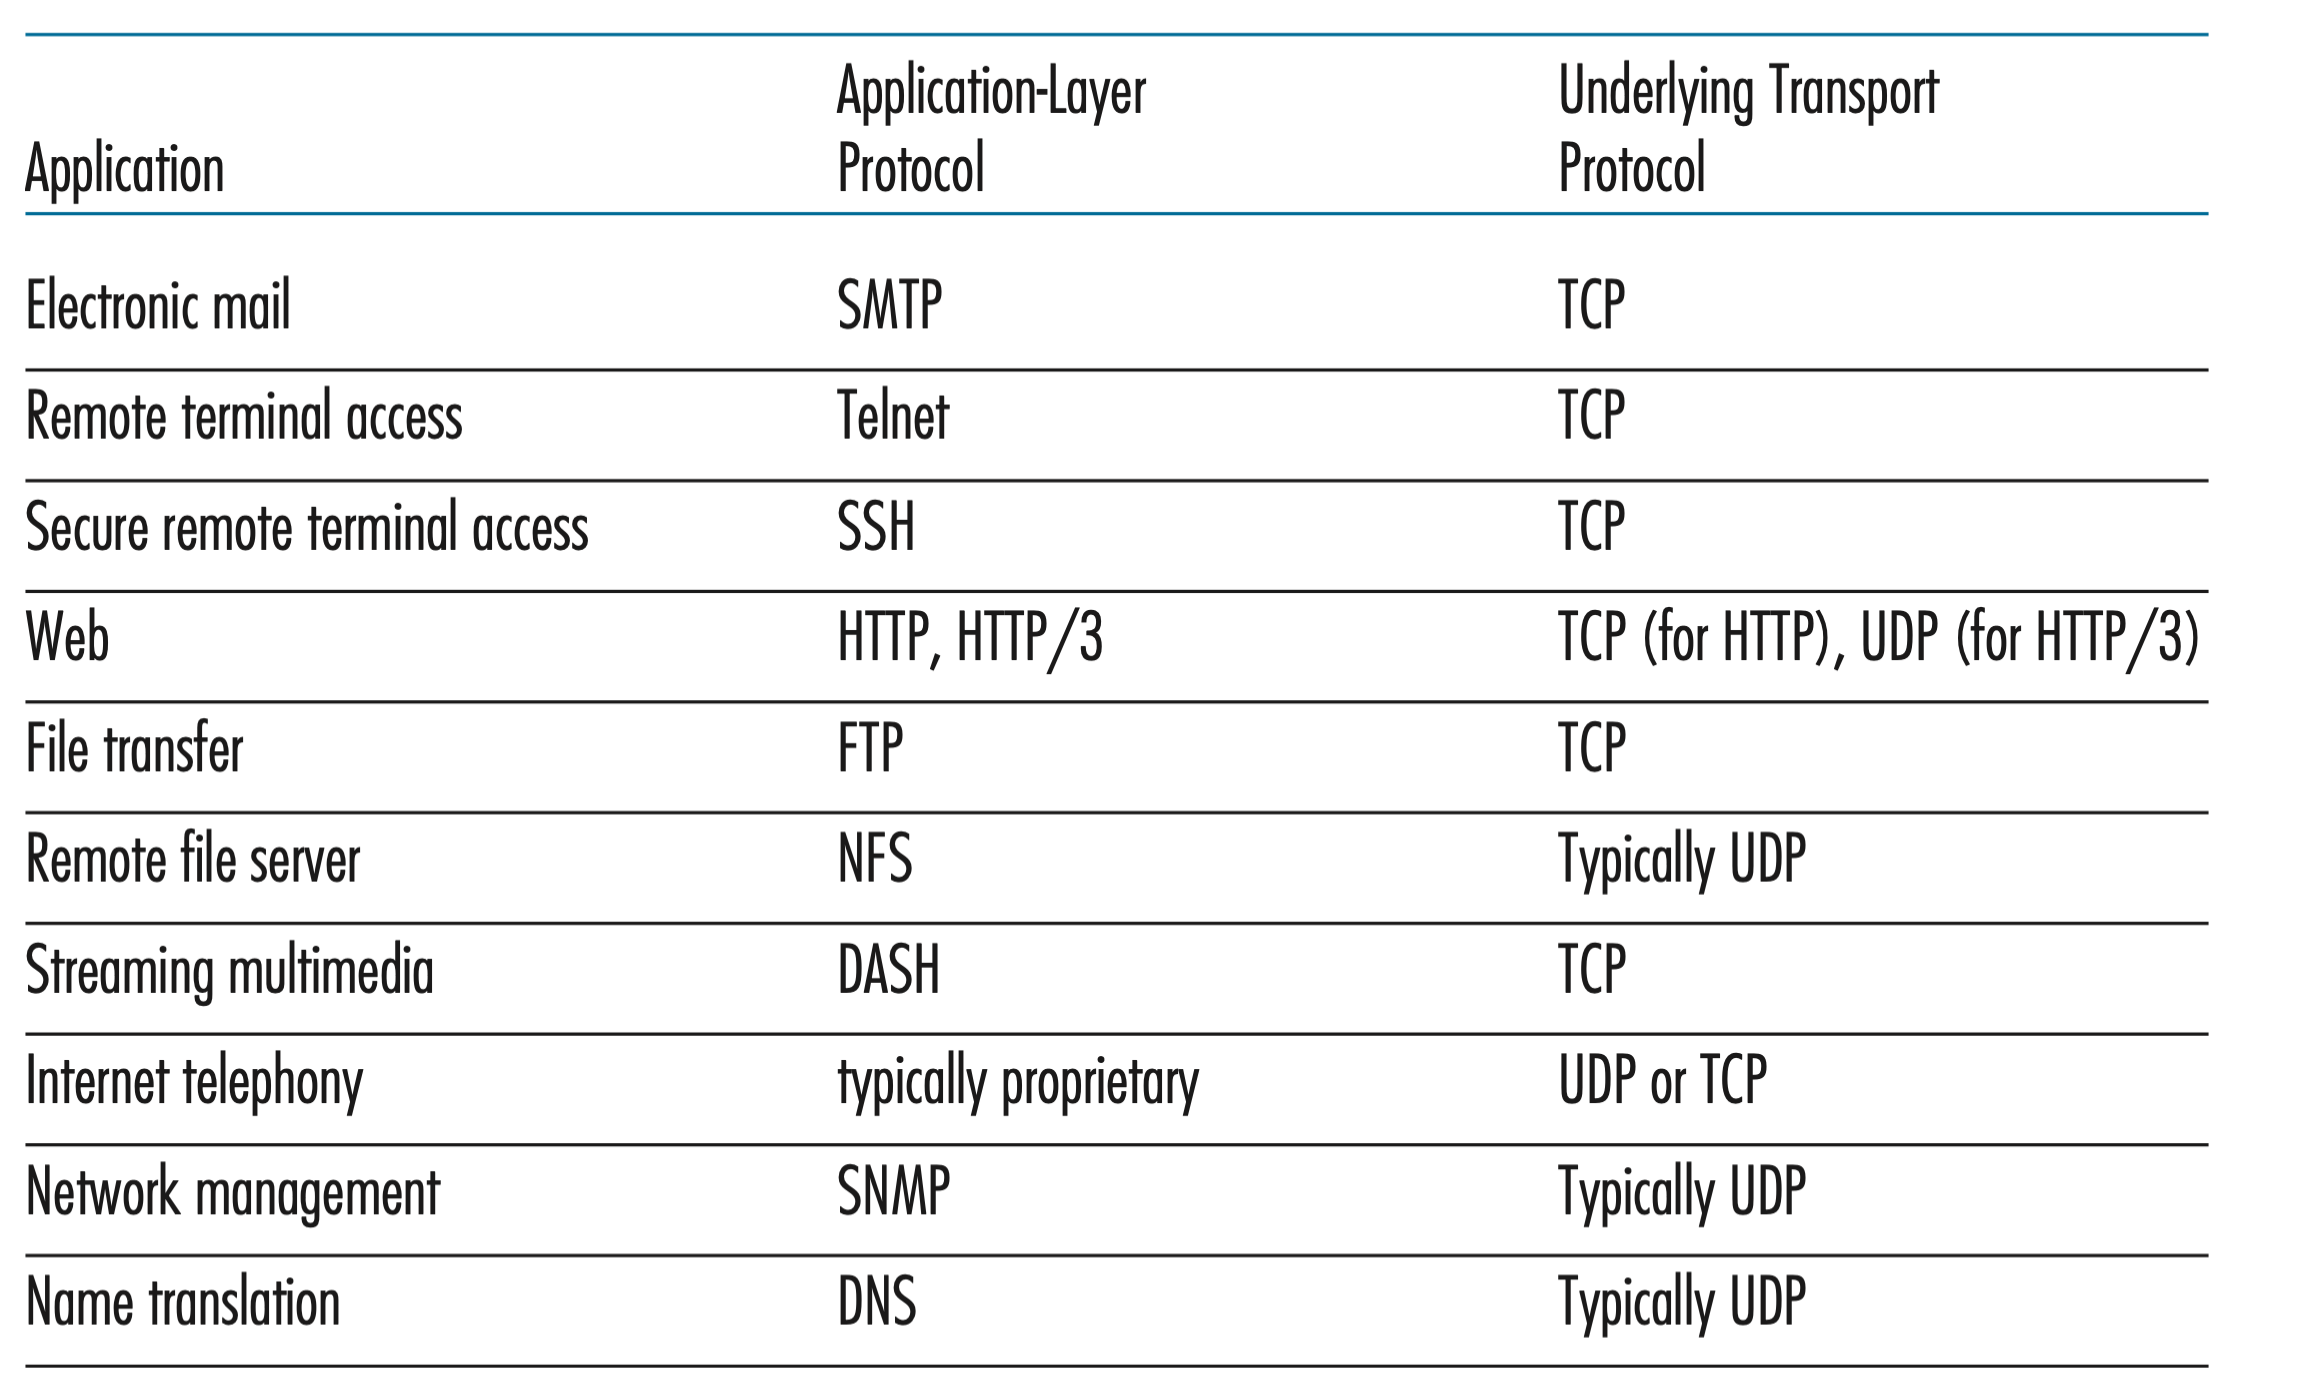 Application Application-Layer Protocol Underlying Transport Protocol
Electronic mail SMTP TCP
Remote terminal access Telnet TCP
Secure remote terminal access SSH TCP
Web HTTP, HTTP/3 TCP (for HTTP), UDP (for HTTP/3)
File transfer FTP TCP
Remote file server NFS Typically UDP
Streaming multimedia DASH TCP
Internet telephony typically proprietary UDP or TCP
Network management SNMP Typically UDP
Name translation DNS Typically UDP